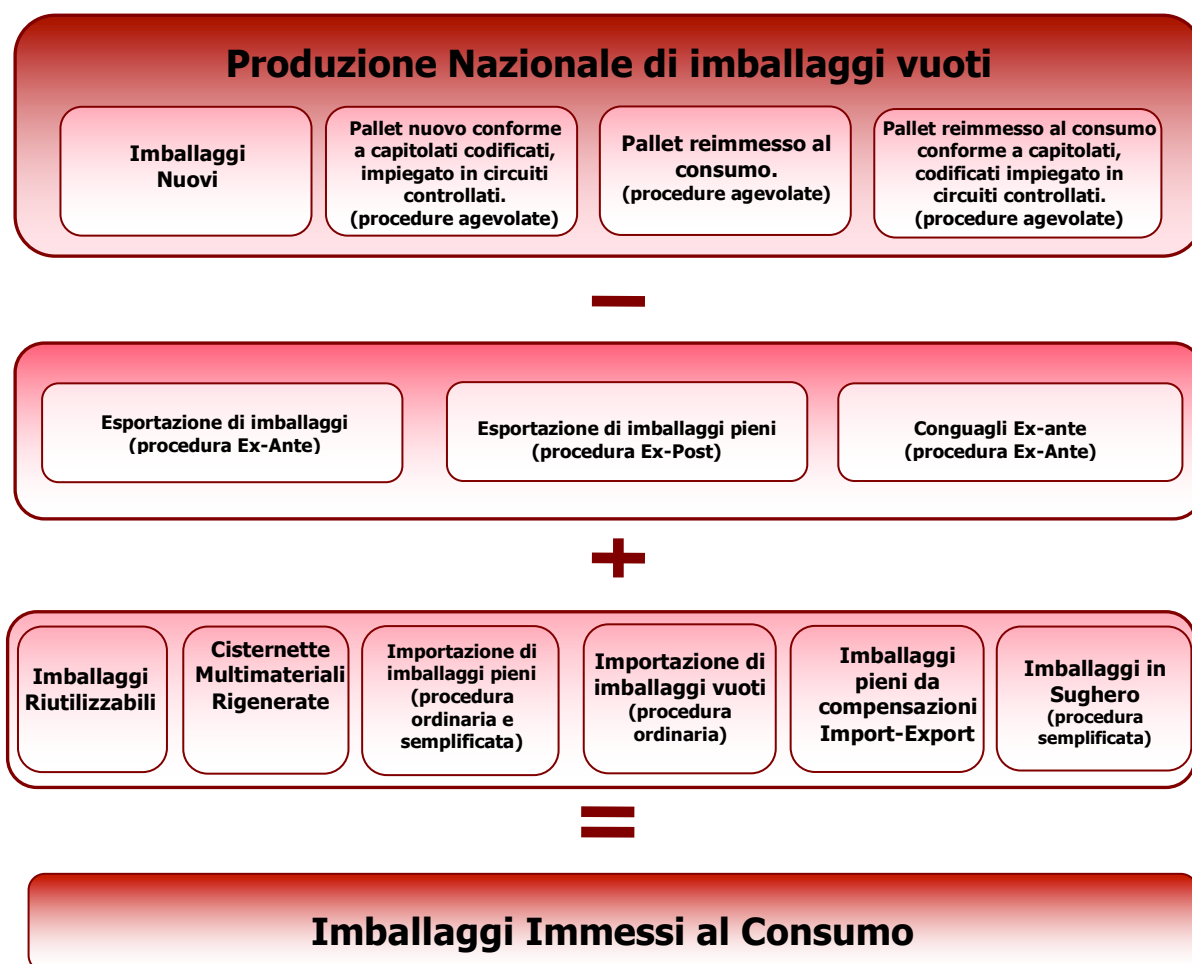 Produzione Nazionale di imballaggi vuoti
Imballaggi
Nuovi
Pallet nuovo conforme
a capitolati codificati,
impiegato in circuiti
controllati.
(procedure agevolate)
Pallet reimmesso al
consumo.
(procedure agevolate)
Pallet reimmesso al consumo
conforme a capitolati,
codificati impiegato in
circuiti controllati.
(procedure agevolate)
−
Esportazione di imballaggi
(procedura Ex-Ante)
Esportazione di imballaggi pieni
(procedura Ex-Post)
Conguagli Ex-ante
(procedura Ex-Ante)
+
Imballaggi
Riutilizzabili
Cisternette
Multimateriali
Rigenerate
Importazione di
imballaggi pieni
(procedura
ordinaria e
semplificata)
Importazione di
imballaggi vuoti
(procedura
ordinaria)
Imballaggi
pieni da
compensazioni
Import-Export
Imballaggi in
Sughero
(procedura
semplificata)
=
Imballaggi Immessi al Consumo